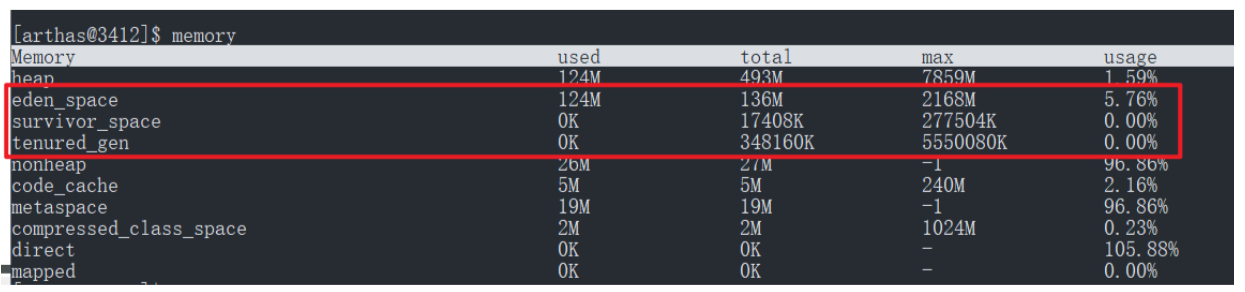 [arthas@3412]$ memory
Memory used total max usage
heap 124M 493M 7859M 1.59%
eden_space 124M 136M 2168M 5.76%
survivor_space 0K 17408K 277504K 0.00%
tenured_gen 0K 348160K 5550080K 0.00%
nonheap 26M 27M -1 96.86%
code_cache 5M 5M 240M 2.16%
metaspace 19M 19M -1 96.86%
compressed_class_space 2M 2M 1024M 0.23%
direct 0K 0K - 105.88%
mapped 0K 0K - 0.00%